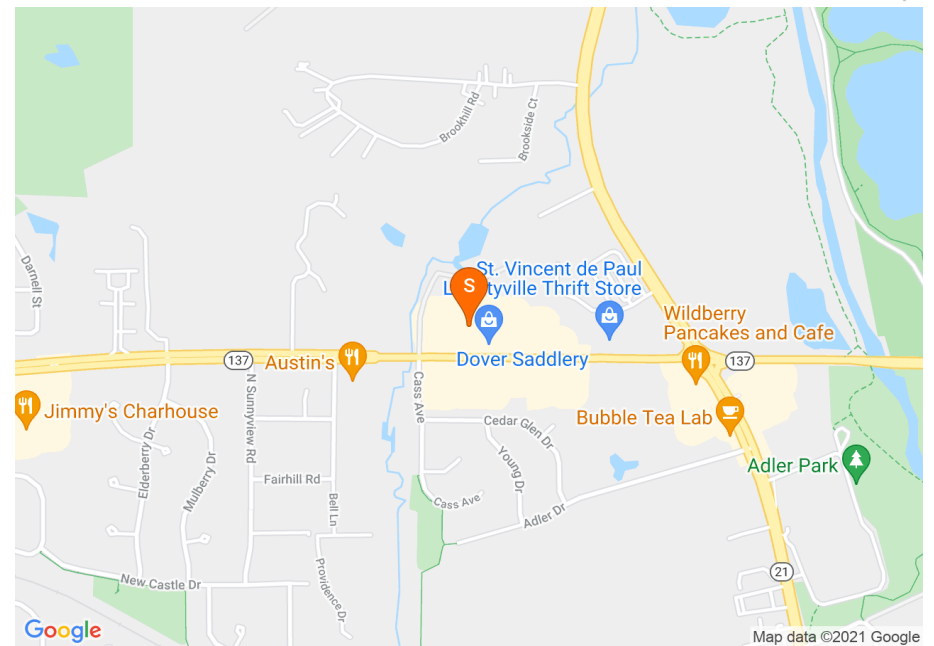 Brookhill Rd
Brookside Ct
Darnell St
S
St. Vincent de Paul
L tyville Thrift Store
Wildberry
Pancakes and Cafe
137
Austin's
Dover Saddlery
137
Jimmy's Charhouse
N Sunnyview Rd
Cass Ave
Bubble Tea Lab
Cedar Glen Dr
Elderberry Dr
Mulberry Dr
Young Dr
Adler Park
Fairhill Rd
Bell Ln
Cass Ave
Adler Dr
New Castle Dr
Providence Dr
21
Google
Map data ©2021 Google